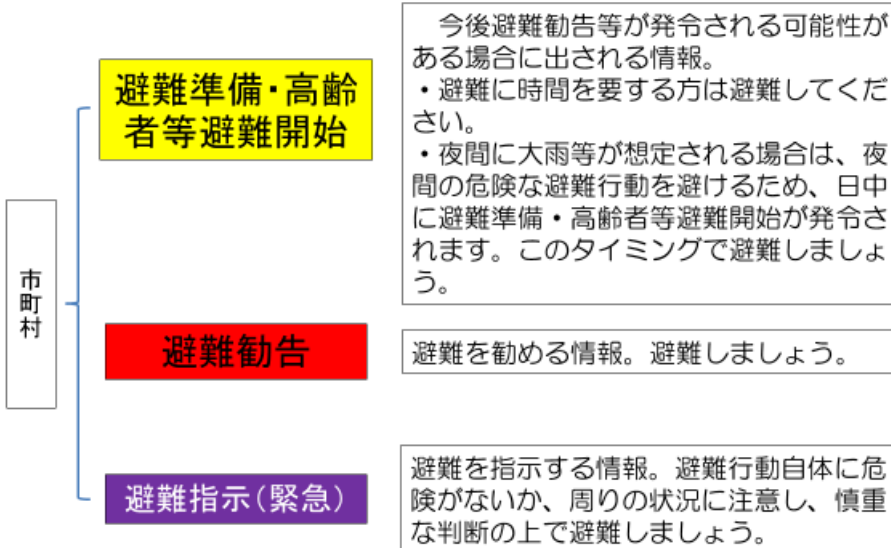 市町村
避難準備・高齢
者等避難開始
今後避難勧告等が発令される可能性が
ある場合に出される情報。
・避難に時間を要する方は避難してくだ
さい。
・夜間に大雨等が想定される場合は、夜
間の危険な避難行動を避けるため、日中
に避難準備・高齢者等避難開始が発令さ
れます。このタイミングで避難しましょ
う。
避難勧告
避難を勧める情報。避難しましょう。
避難指示(緊急)
避難を指示する情報。避難行動自体に危
険がないか、周りの状況に注意し、慎重
な判断の上で避難しましょう。